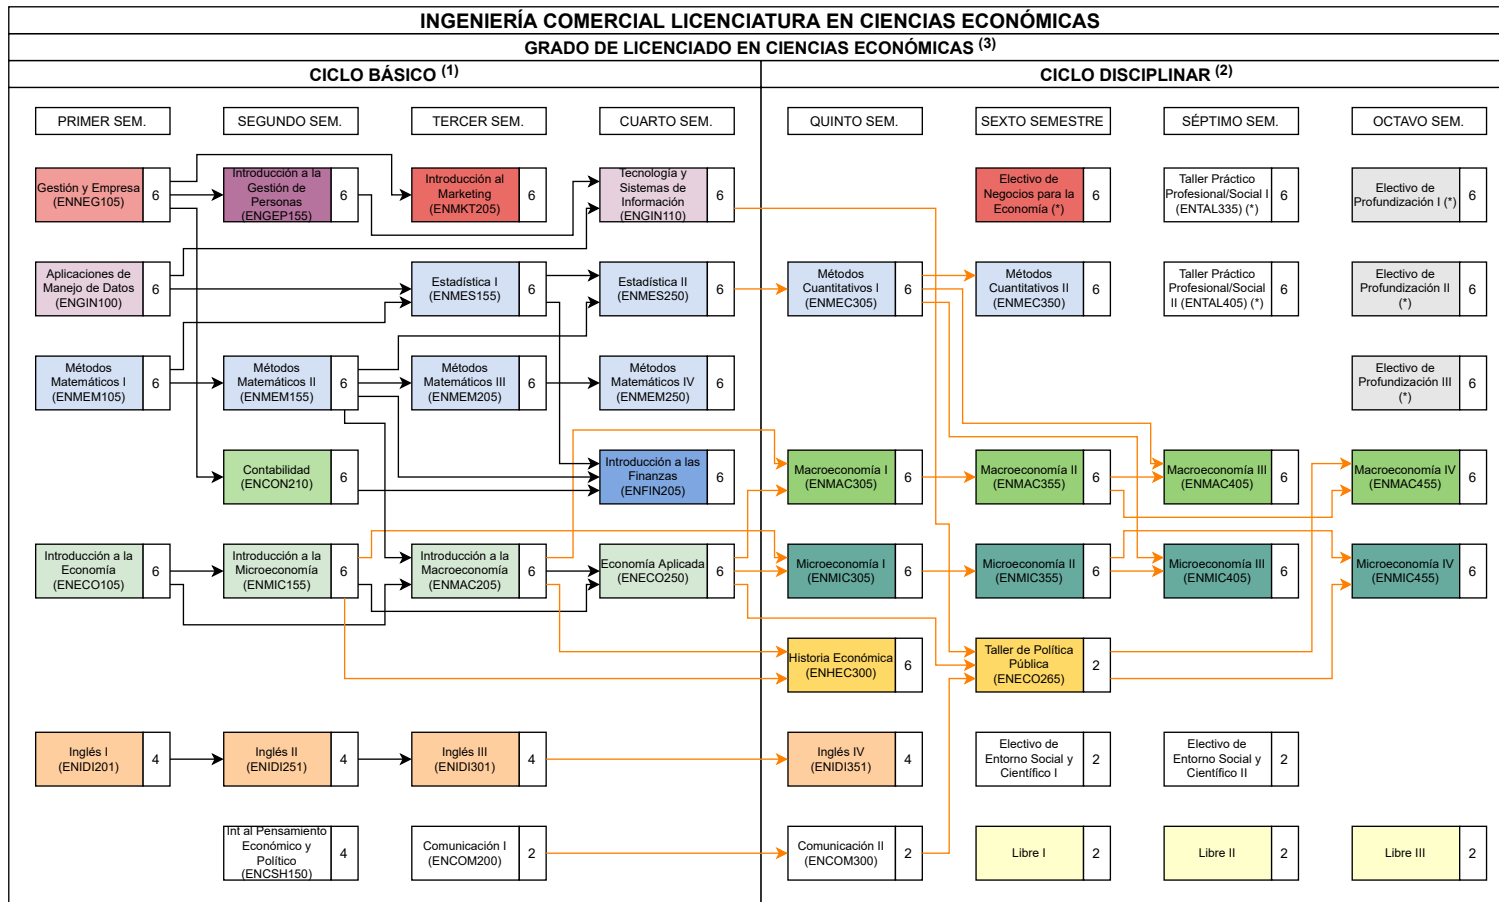 INGENIERÍA COMERCIAL LICENCIATURA EN CIENCIAS ECONÓMICAS
GRADO DE LICENCIADO EN CIENCIAS ECONÓMICAS (3)
CICLO BÁSICO (1)
CICLO DISCIPLINAR (2)
PRIMER SEM.
SEGUNDO SEM.
TERCER SEM.
CUARTO SEM.
QUINTO SEM.
SEXTO SEMESTRE
SÉPTIMO SEM.
OCTAVO SEM.
Gestión y Empresa
(ENNEG105)
6
Introducción a la
Gestión de
Personas
(ENGEP155)
6
Introducción al
Marketing
(ENMKT205)
6
Tecnología y
Sistemas de
Información
(ENGIN110)
6
Electivo de
Negocios para la
Economía (*)
6
Taller Práctico
Profesional/Social I
(ENTAL335) (*)
6
Electivo de
Profundización I (*)
6
Aplicaciones de
Manejo de Datos
(ENGIN100)
6
Estadística I
(ENMES155)
6
Estadística II
(ENMES250)
6
Métodos
Cuantitativos I
(ENMEC305)
6
Métodos
Cuantitativos II
(ENMEC350)
6
Taller Práctico
Profesional/Social
II (ENTAL405) (*)
6
Electivo de
Profundización II
(*)
6
Métodos
Matemáticos I
(ENMEM105)
6
Métodos
Matemáticos II
(ENMEM155)
6
Métodos
Matemáticos III
(ENMEM205)
6
Métodos
Matemáticos IV
(ENMEM250)
6
Electivo de
Profundización III
(*)
6
Contabilidad
(ENCON210)
6
Introducción a las
Finanzas
(ENFIN205)
6
Macroeconomía I
(ENMAC305)
6
Macroeconomía II
(ENMAC355)
6
Macroeconomía III
(ENMAC405)
6
Macroeconomía IV
(ENMAC455)
6
Introducción a la
Economía
(ENECO105)
6
Introducción a la
Microeconomía
(ENMIC155)
6
Introducción a la
Macroeconomía
(ENMAC205)
6
Economía Aplicada
(ENECO250)
6
Microeconomía I
(ENMIC305)
6
Microeconomía II
(ENMIC355)
6
Microeconomía III
(ENMIC405)
6
Microeconomía IV
(ENMIC455)
6
Historia Económica
(ENHEC300)
6
Taller de Política
Pública
(ENECO265)
2
Inglés I
(ENIDI201)
4
Inglés II
(ENIDI251)
4
Inglés III
(ENIDI301)
4
Inglés IV
(ENIDI351)
4
Electivo de
Entorno Social y
Científico I
2
Electivo de
Entorno Social y
Científico II
2
Int al Pensamiento
Económico y
Político
(ENCSH150)
4
Comunicación I
(ENCOM200)
2
Comunicación II
(ENCOM300)
2
Libre I
2
Libre II
2
Libre III
2